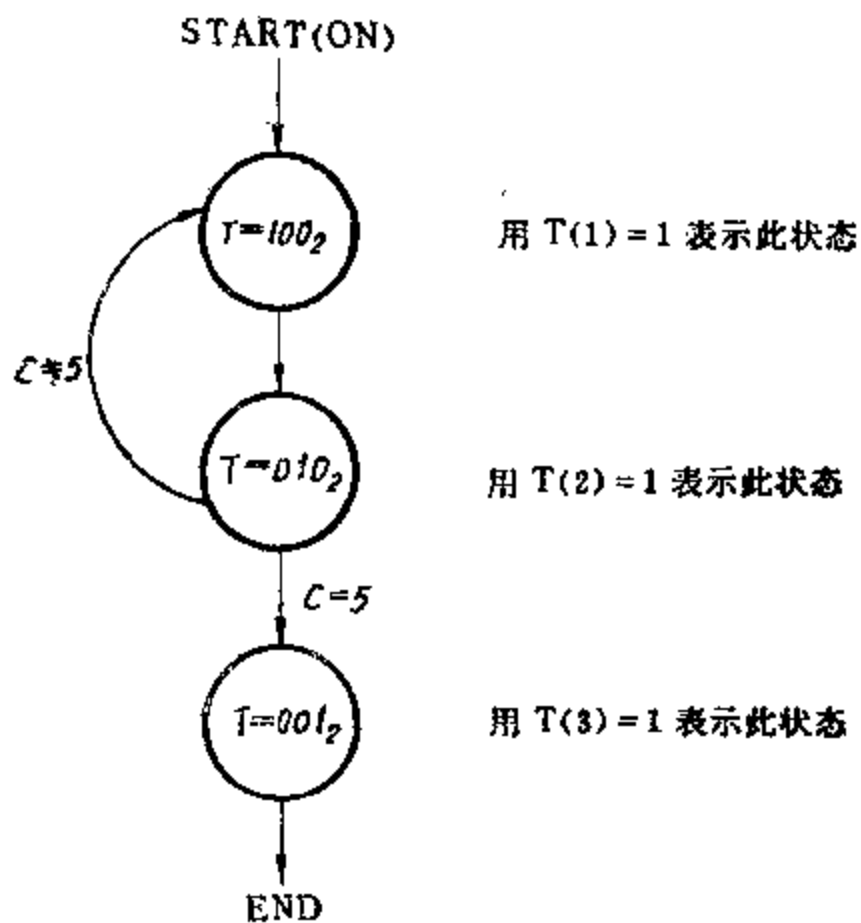 START(ON)
T=100₂
用 T(1) = 1 表示此状态
C≠5
T=010₂
用 T(2) = 1 表示此状态
C=5
T=001₂
用 T(3) = 1 表示此状态
END